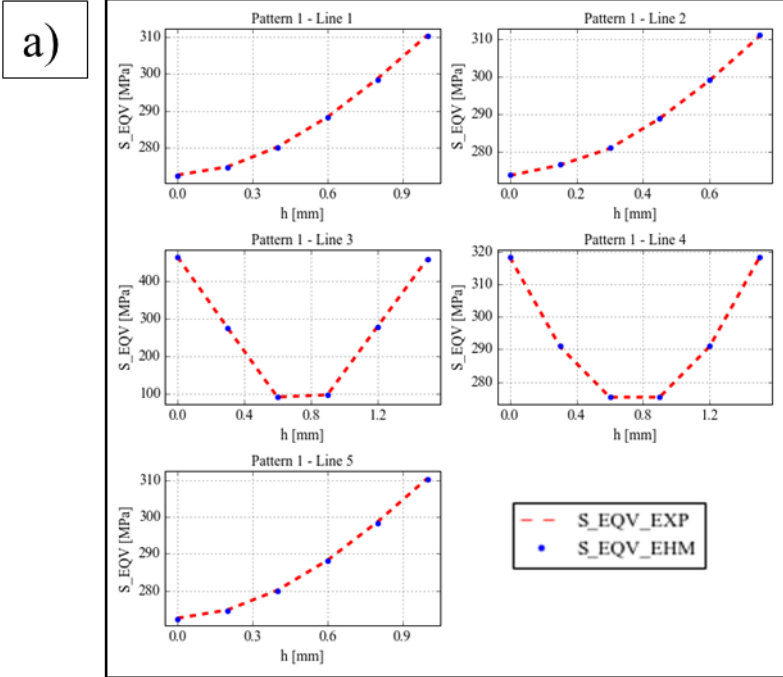 a)
Pattern 1 - Line 1
S_EQV [MPa]
310
300
290
280
0.0 0.3 0.6 0.9
h [mm]
Pattern 1 - Line 2
S_EQV [MPa]
310
300
290
280
0.0 0.2 0.4 0.6
h [mm]
Pattern 1 - Line 3
S_EQV [MPa]
400
300
200
100
0.0 0.4 0.8 1.2
h [mm]
Pattern 1 - Line 4
S_EQV [MPa]
320
310
300
290
280
0.0 0.4 0.8 1.2
h [mm]
Pattern 1 - Line 5
S_EQV [MPa]
310
300
290
280
0.0 0.3 0.6 0.9
h [mm]
S_EQV_EXP
S_EQV_EHM